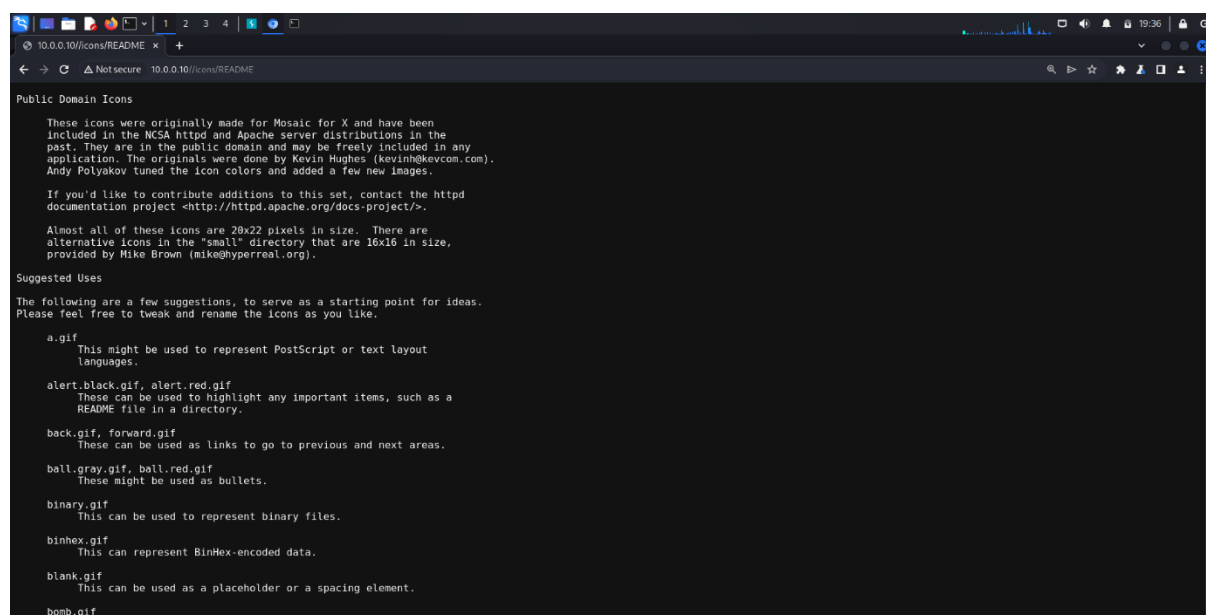 1 2 3 4
19:36
10.0.0.10//icons/README
Not secure 10.0.0.10//icons/README
Public Domain Icons
These icons were originally made for Mosaic for X and have been
included in the NCSA httpd and Apache server distributions in the
past. They are in the public domain and may be freely included in any
application. The originals were done by Kevin Hughes (kevinh@kevcom.com).
Andy Polyakov tuned the icon colors and added a few new images.
If you'd like to contribute additions to this set, contact the httpd
documentation project <http://httpd.apache.org/docs-project/>.
Almost all of these icons are 20x22 pixels in size.  There are
alternative icons in the "small" directory that are 16x16 in size,
provided by Mike Brown (mike@hyperreal.org).
Suggested Uses
The following are a few suggestions, to serve as a starting point for ideas.
Please feel free to tweak and rename the icons as you like.
a.gif
This might be used to represent PostScript or text layout
languages.
alert.black.gif, alert.red.gif
These can be used to highlight any important items, such as a
README file in a directory.
back.gif, forward.gif
These can be used as links to go to previous and next areas.
ball.gray.gif, ball.red.gif
These might be used as bullets.
binary.gif
This can be used to represent binary files.
binhex.gif
This can represent BinHex-encoded data.
blank.gif
This can be used as a placeholder or a spacing element.
bomb.gif